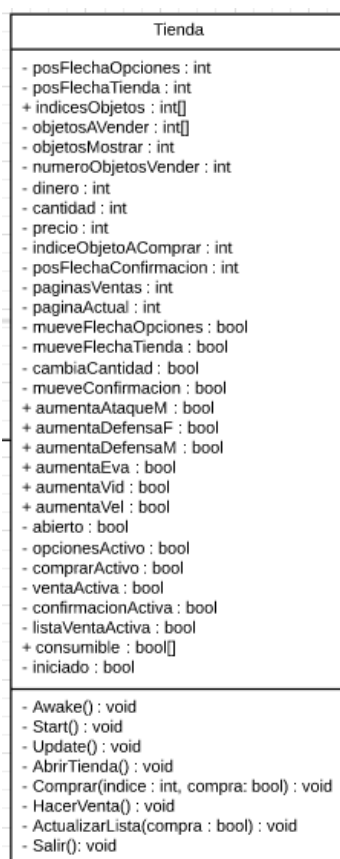 Tienda
- posFlechaOpciones : int
- posFlechaTienda : int
+ indicesObjetos : int[]
- objetosAVender : int[]
- objetosMostrar : int
- numeroObjetosVender : int
- dinero : int
- cantidad : int
- precio : int
- indiceObjetoAComprar : int
- posFlechaConfirmacion : int
- paginasVentas : int
- paginaActual : int
- mueveFlechaOpciones : bool
- mueveFlechaTienda : bool
- cambiaCantidad : bool
- mueveConfirmacion : bool
+ aumentaAtaqueM : bool
+ aumentaDefensaF : bool
+ aumentaDefensaM : bool
+ aumentaEva : bool
+ aumentaVid : bool
+ aumentaVel : bool
- abierto : bool
- opcionesActivo : bool
- comprarActivo : bool
- ventaActiva : bool
- confirmacionActiva : bool
- listaVentaActiva : bool
+ consumible : bool[]
- iniciado : bool
- Awake() : void
- Start() : void
- Update() : void
- AbrirTienda() : void
- Comprar(indice : int, compra: bool) : void
- HacerVenta() : void
- ActualizarLista(compra : bool) : void
- Salir(): void